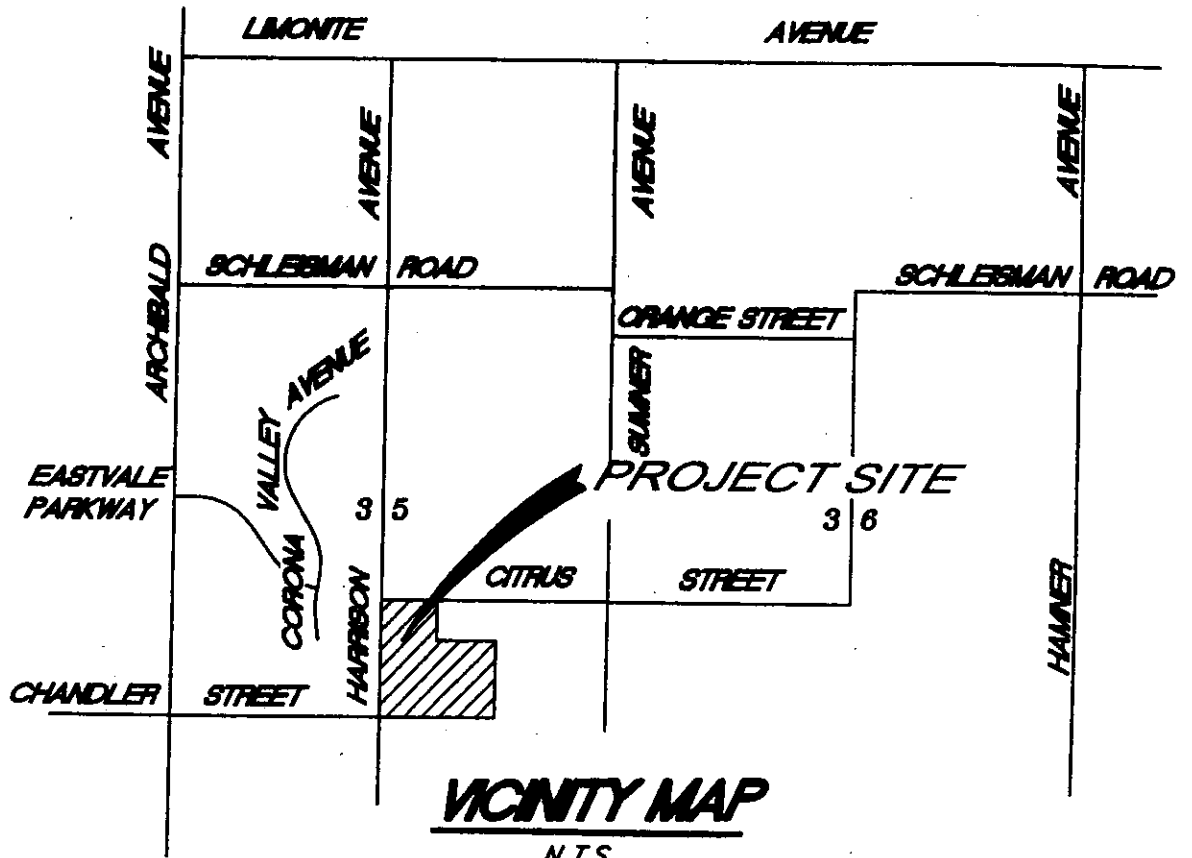 LIMONITE AVENUE
AVENUE
AVENUE
AVENUE
AVENUE
ARCHIBALD
SCHLEISMAN ROAD
SCHLEISMAN ROAD
ORANGE STREET
AVENUE
VALLEY
CORONA
SUMNER
EASTVALE
PARKWAY
PROJECT SITE
3 5
3 6
CITRUS STREET
HARRISON
HAMNER
CHANDLER STREET
VICINITY MAP
N.T.S.